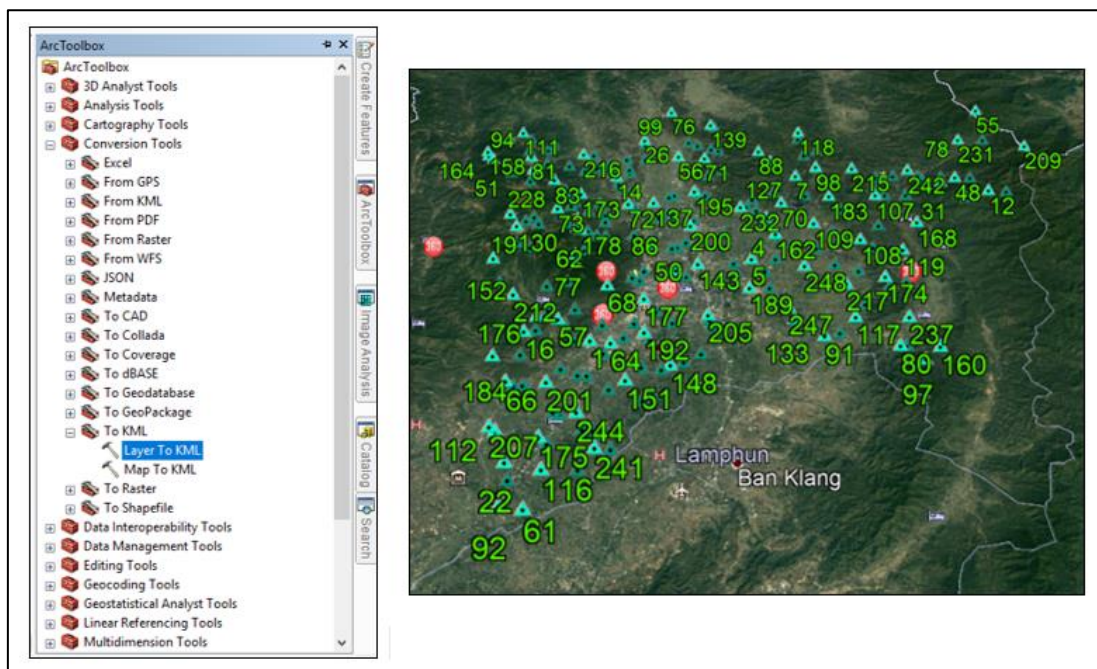 ArcToolbox
ArcToolbox
3D Analyst Tools
Analysis Tools
Cartography Tools
Conversion Tools
Excel
From GPS
From KML
From PDF
From Raster
From WFS
JSON
Metadata
To CAD
To Collada
To Coverage
To dBASE
To Geodatabase
To GeoPackage
To KML
Layer To KML
Map To KML
To Raster
To Shapefile
Data Interoperability Tools
Data Management Tools
Editing Tools
Geocoding Tools
Geostatistical Analyst Tools
Linear Referencing Tools
Multidimension Tools
Create Features
ArcToolbox
Image Analysis
Catalog
Search
99 76 139 118 55
94 111 26 56 71 88 78 231 209
164 158 81 216 98 215 242 48
51 228 83 173 14 127 7 12
73 72 137 195 232 70 183 107 31
19 130 178 86 200 4 162 109 108 168
62 50 143 5 248 119
152 77 68 189 217 174
212 177 205 247 117 237
176 16 57 164 192 133 91 80 160
184 66 201 151 148 97
112 207 175 244 241 Lamphun
116 Ban Klang
22 61
92